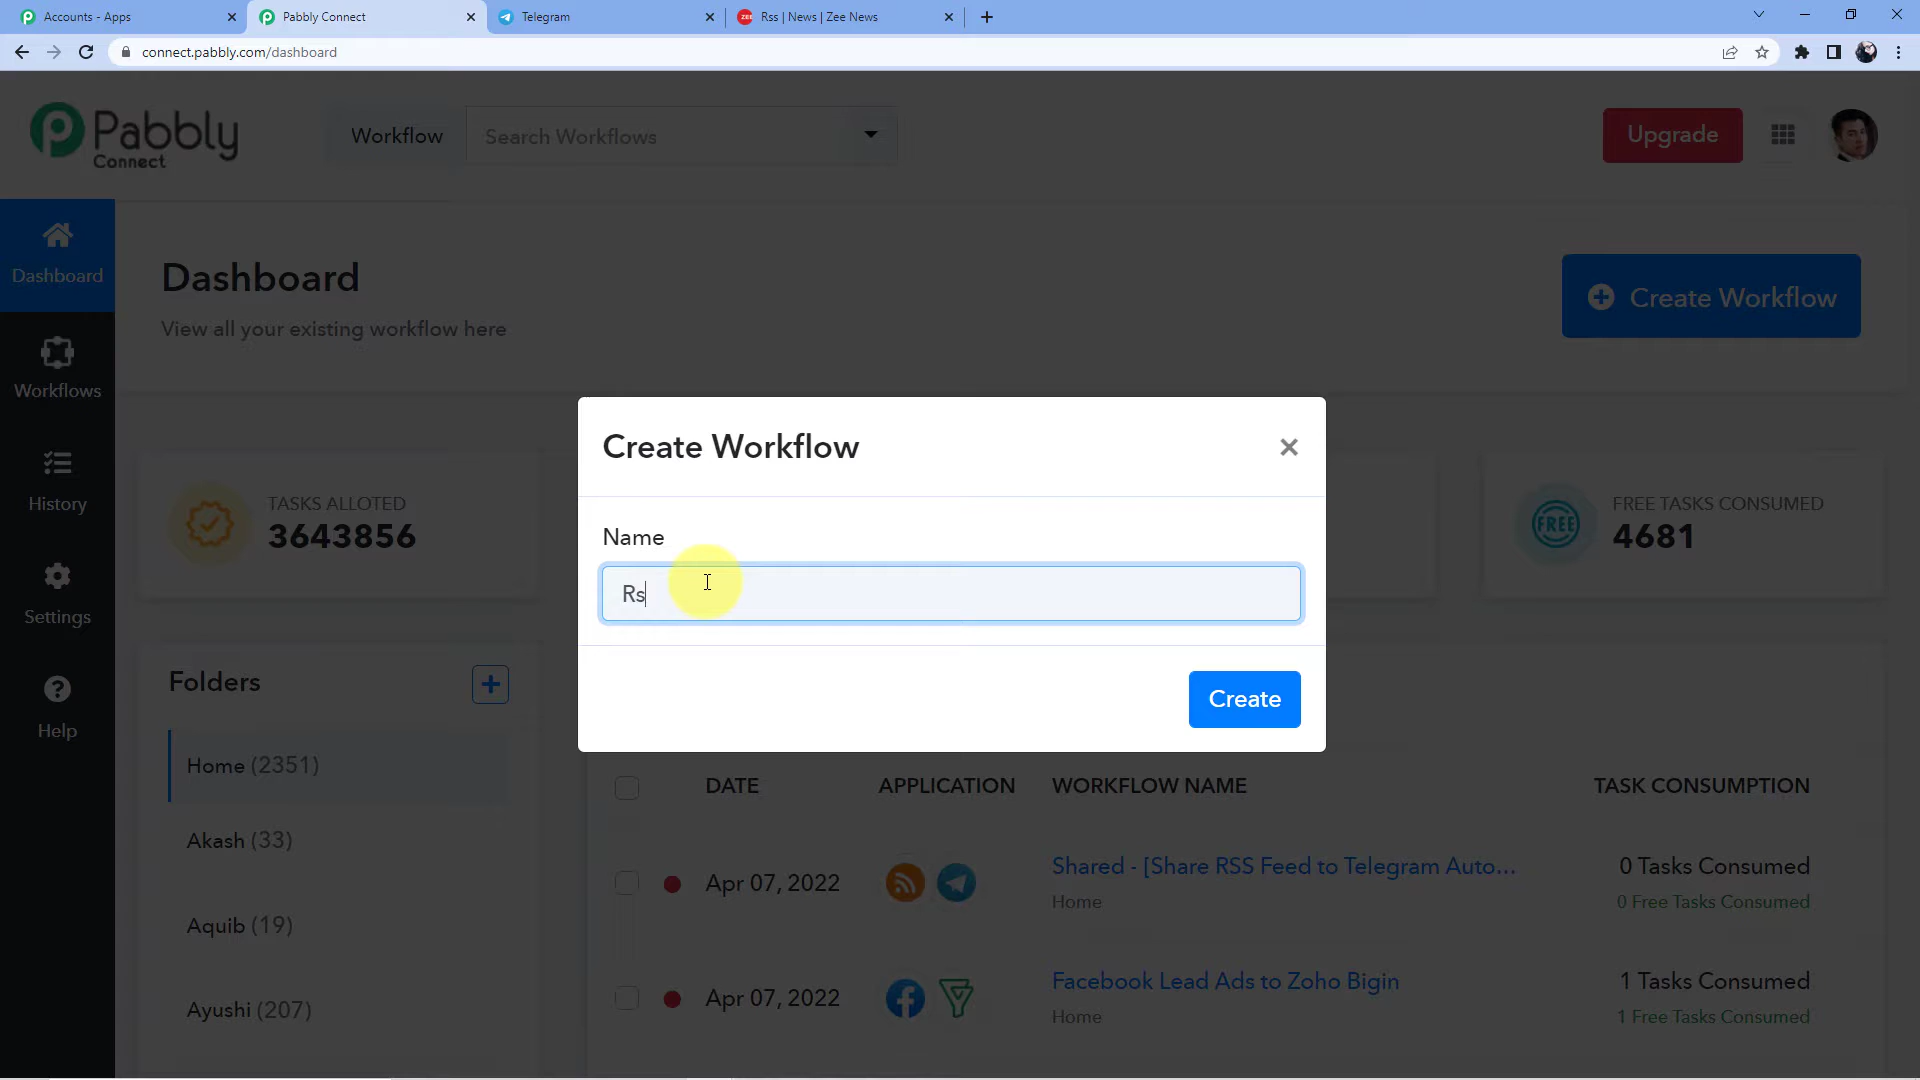 Accounts - Apps
Pabbly Connect
Telegram
ZEE
Rss | News | Zee News
connect.pabbly.com/dashboard
Pabbly
Connect
Workflow
Search Workflows
Upgrade
Dashboard
Workflows
History
Settings
Help
Dashboard
View all your existing workflow here
Create Workflow
TASKS ALLOTED
3643856
FREE
FREE TASKS CONSUMED
4681
Create Workflow
Name
Rs
Create
Folders
Home (2351)
Akash (33)
Aquib (19)
Ayushi (207)
DATE APPLICATION WORKFLOW NAME TASK CONSUMPTION
Apr 07, 2022 Shared - [Share RSS Feed to Telegram Auto... 0 Tasks Consumed
Home 0 Free Tasks Consumed
Apr 07, 2022 Facebook Lead Ads to Zoho Bigin 1 Tasks Consumed
Home 1 Free Tasks Consumed